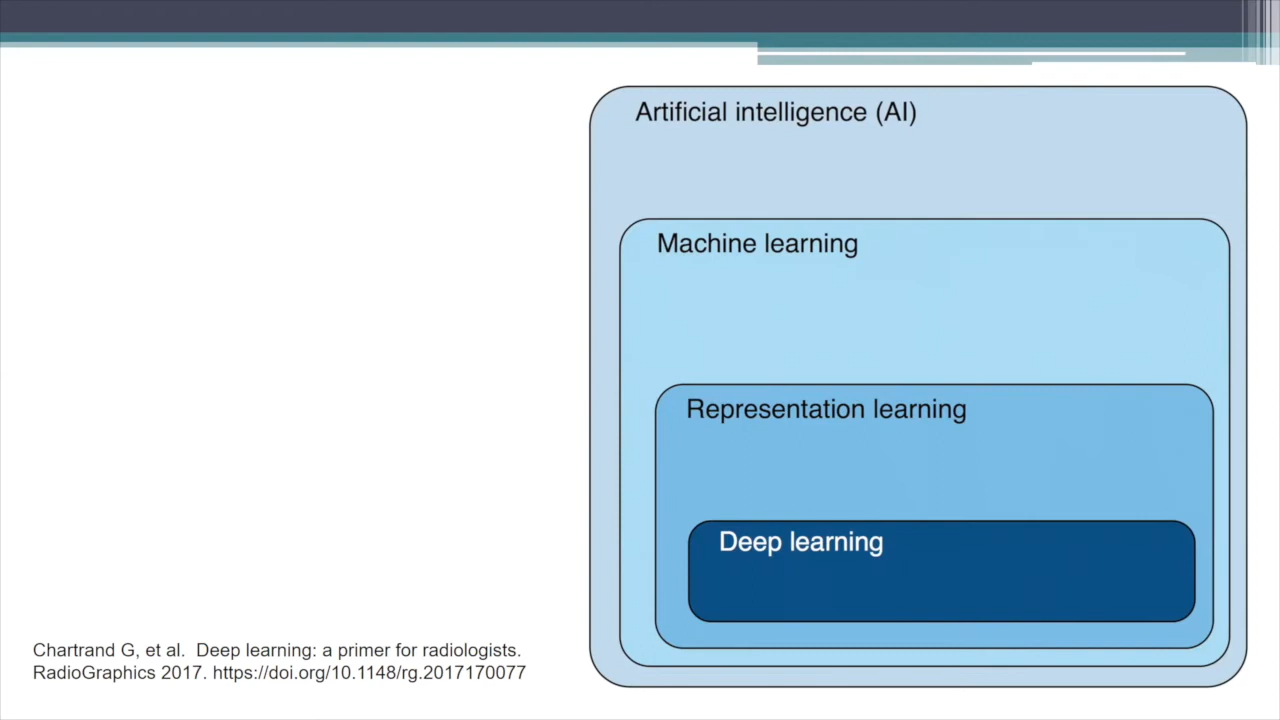 Artificial intelligence (AI)
Machine learning
Representation learning
Deep learning
Chartrand G, et al.  Deep learning: a primer for radiologists.
RadioGraphics 2017. https://doi.org/10.1148/rg.2017170077